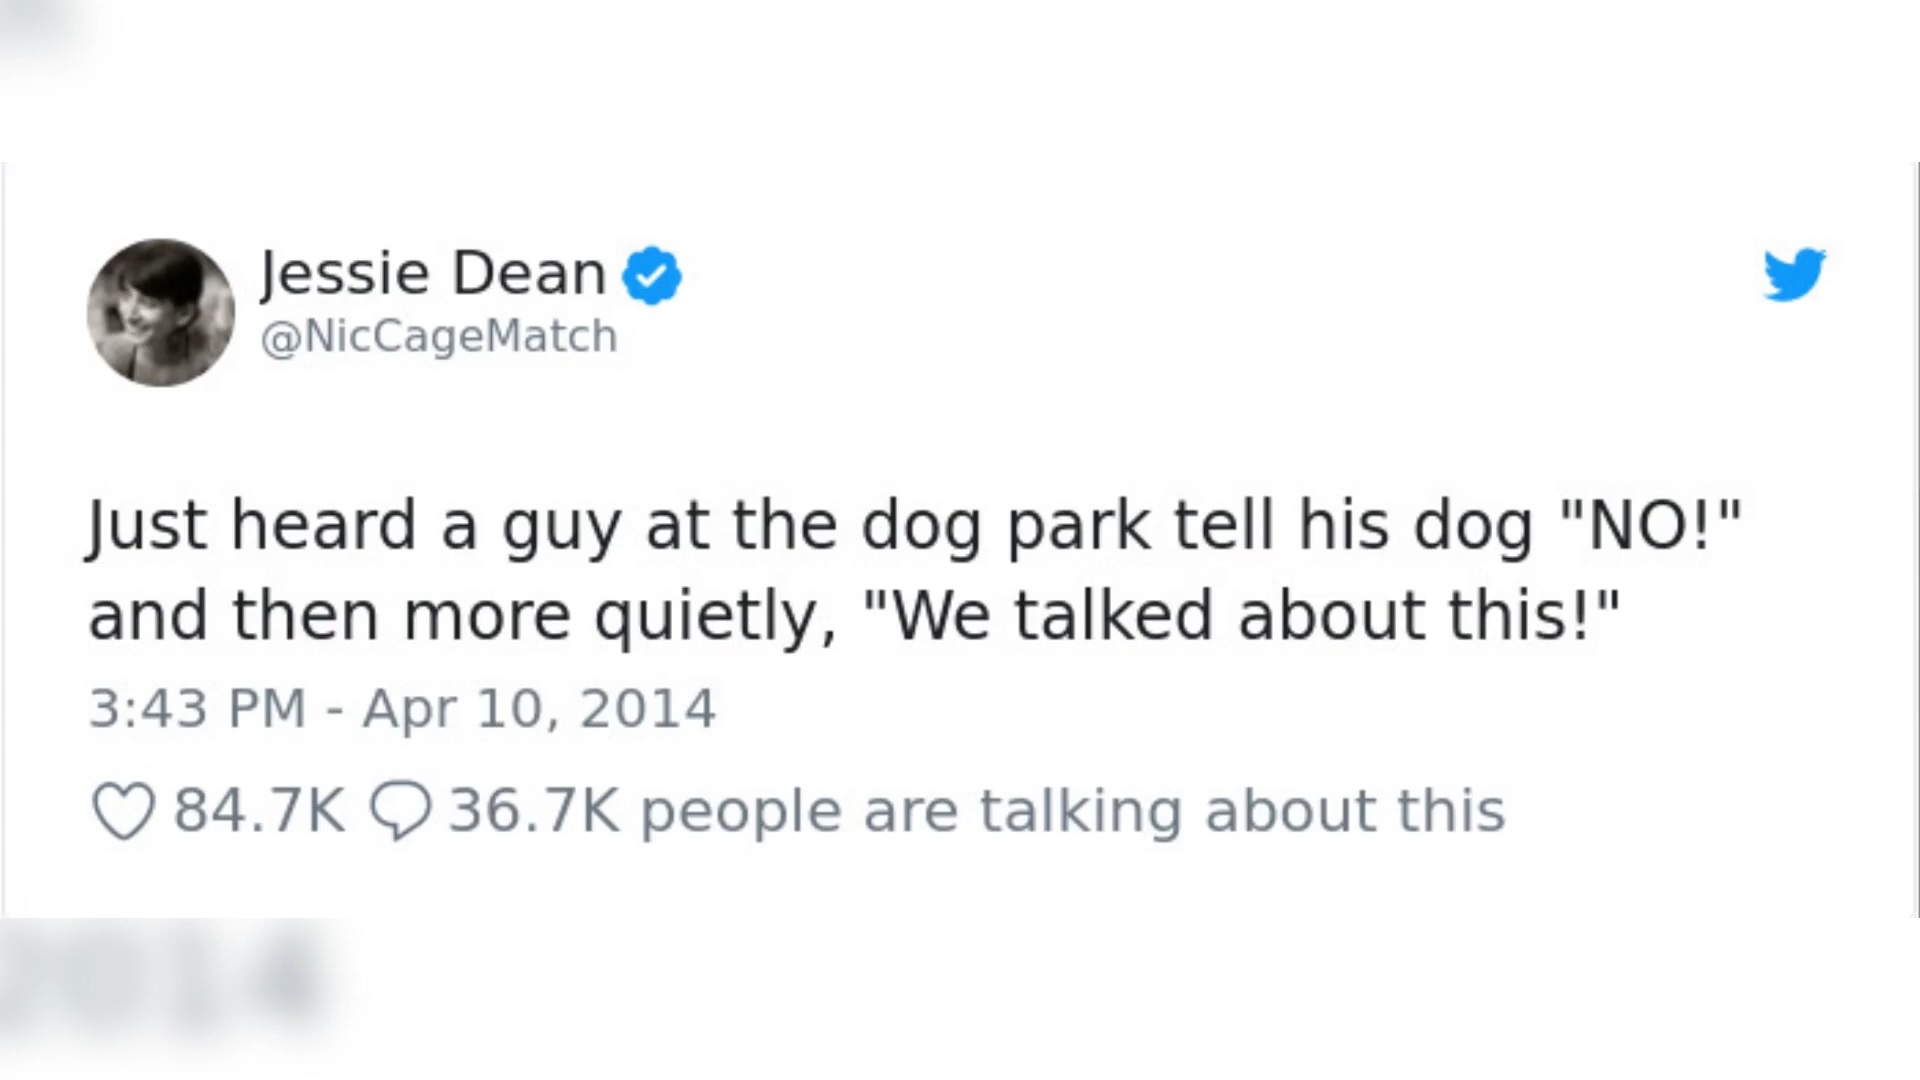 Jessie Dean
@NicCageMatch
Just heard a guy at the dog park tell his dog "NO!"
and then more quietly, "We talked about this!"
3:43 PM - Apr 10, 2014
84.7K 36.7K people are talking about this
2014